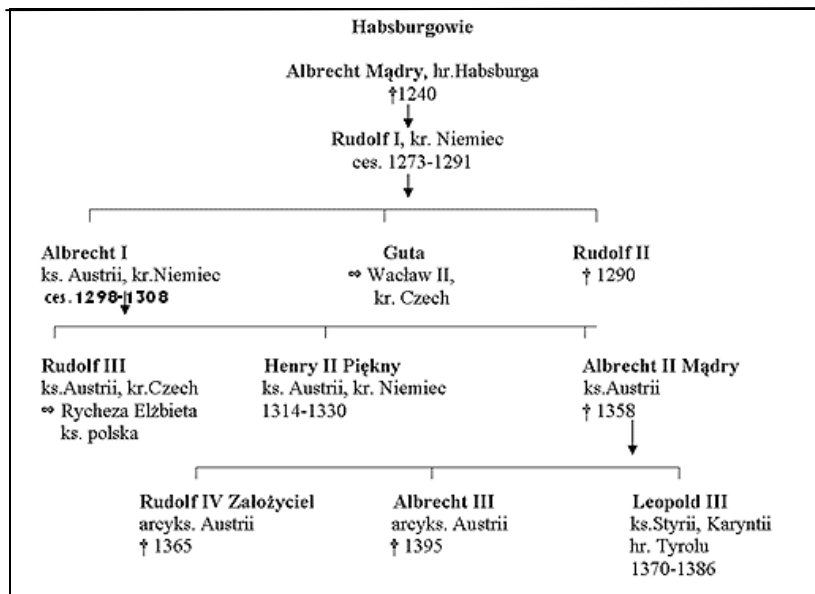 Habsburgowie
Albrecht Mądry, hr.Habsburga
†1240
Rudolf I, kr. Niemiec
ces. 1273-1291
Albrecht I
ks. Austrii, kr.Niemiec
ces. 1298-1308
Guta
∞ Wacław II,
kr. Czech
Rudolf II
† 1290
Rudolf III
ks.Austrii, kr.Czech
∞ Rycheza Elżbieta
ks. polska
Henry II Piękny
ks. Austrii, kr. Niemiec
1314-1330
Albrecht II Mądry
ks.Austrii
† 1358
Rudolf IV Założyciel
arcyks. Austrii
† 1365
Albrecht III
arcyks. Austrii
† 1395
Leopold III
ks.Styrii, Karyntii
hr. Tyrolu
1370-1386